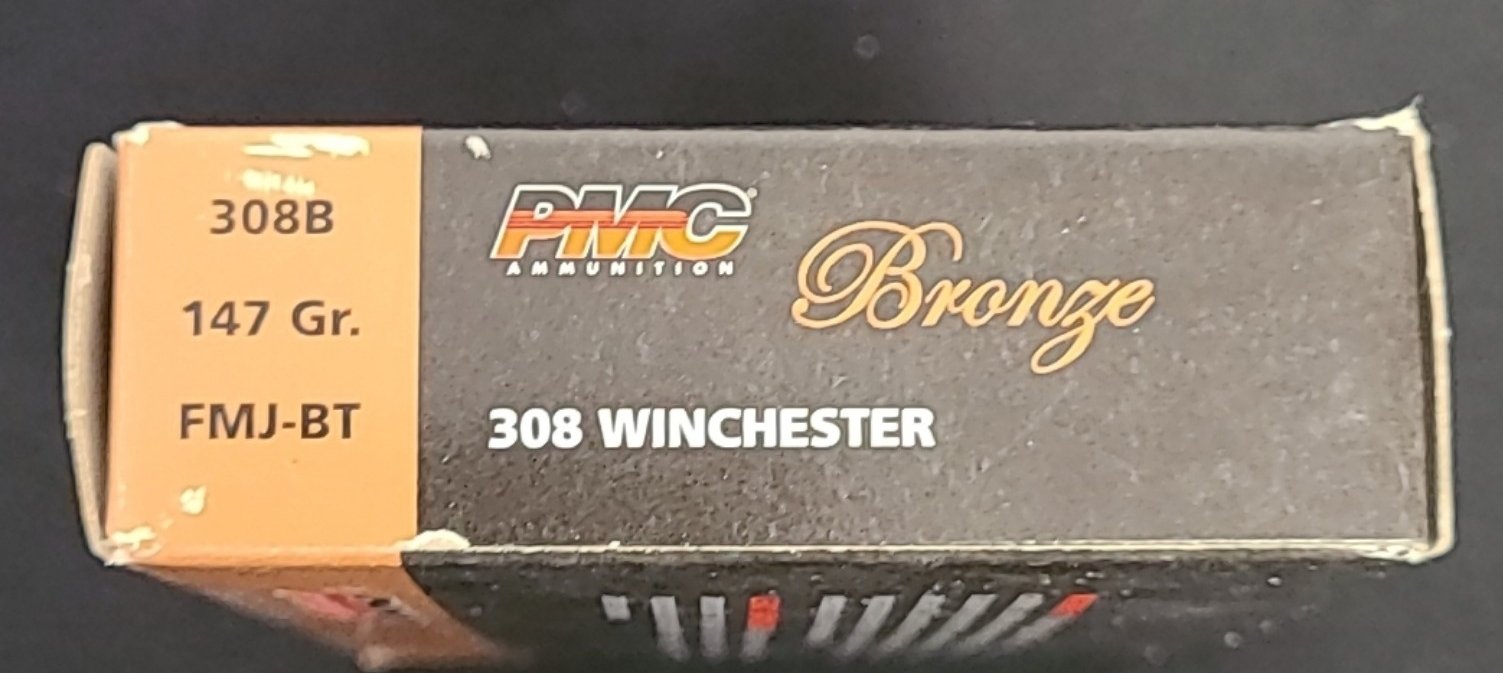 308B
147 Gr.
FMJ-BT
PMC®
AMMUNITION
Bronze
308 WINCHESTER